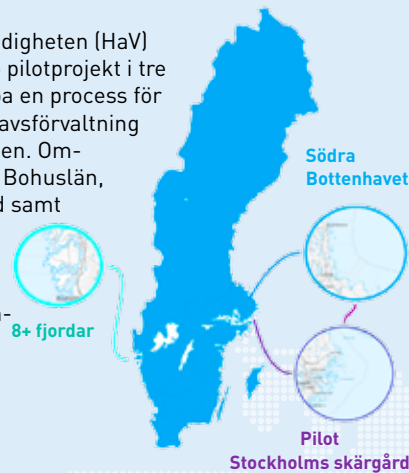 digheten (HaV)
pilotprojekt i tre
a en process för
avsförvaltning
en. Om-
Bohuslän,
d samt
-
8+ fjordar
Södra
Bottenhavet
Pilot
Stockholms skärgård